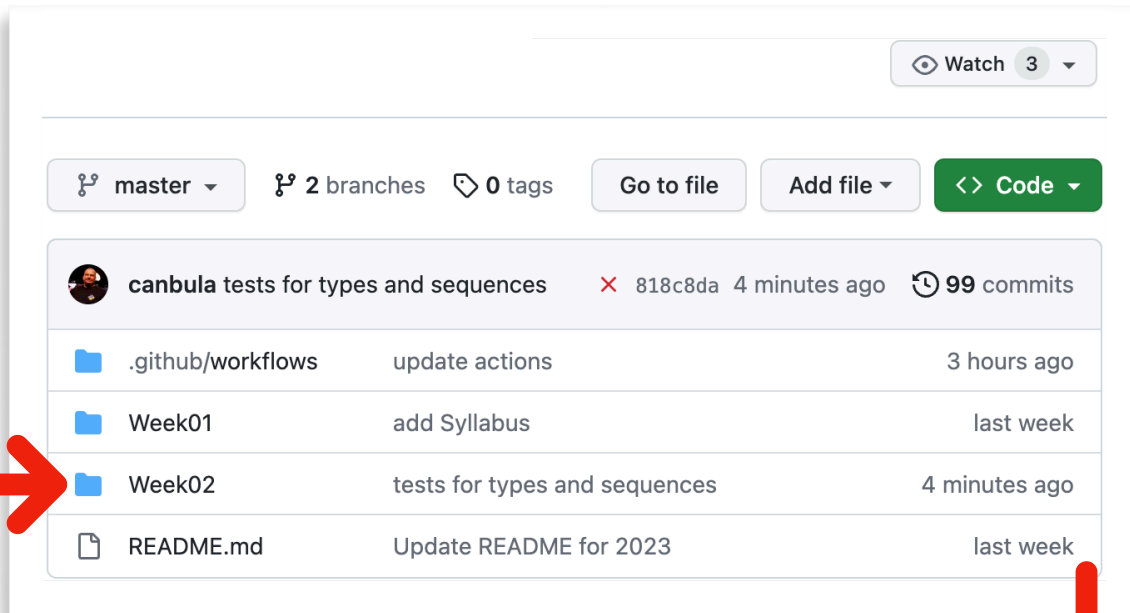 Watch 3
master 2 branches 0 tags Go to file Add file Code
canbula tests for types and sequences 818c8da 4 minutes ago 99 commits
.github/workflows update actions 3 hours ago
Week01 add Syllabus last week
Week02 tests for types and sequences 4 minutes ago
README.md Update README for 2023 last week